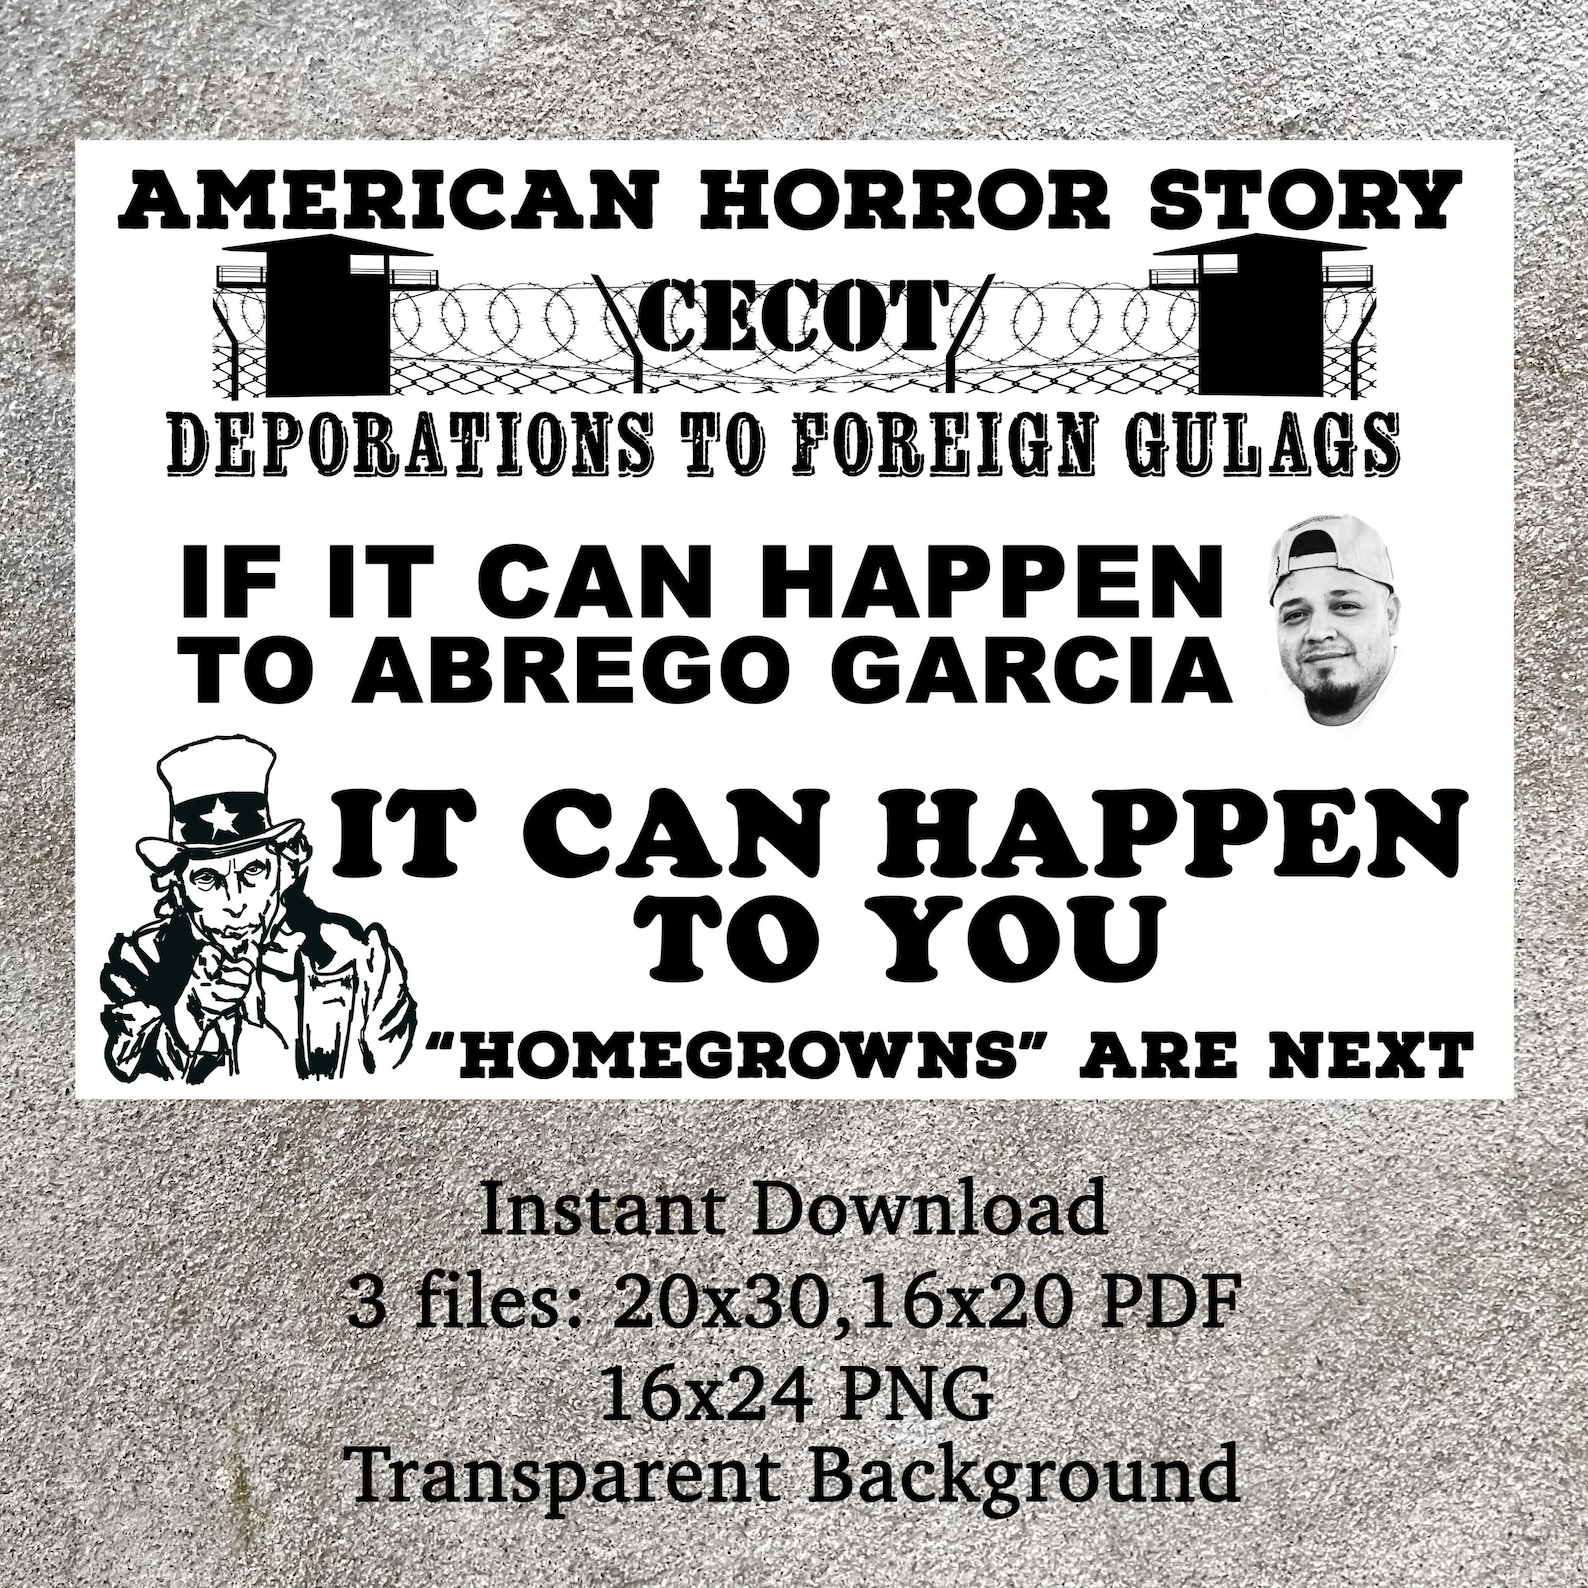 AMERICAN HORROR STORY
CECOT
DEPORATIONS TO FOREIGN GULAGS
IF IT CAN HAPPEN
TO ABREGO GARCIA
IT CAN HAPPEN
TO YOU
“HOMEGROWNS” ARE NEXT
Instant Download
3 files: 20x30,16x20 PDF
16x24 PNG
Transparent Background